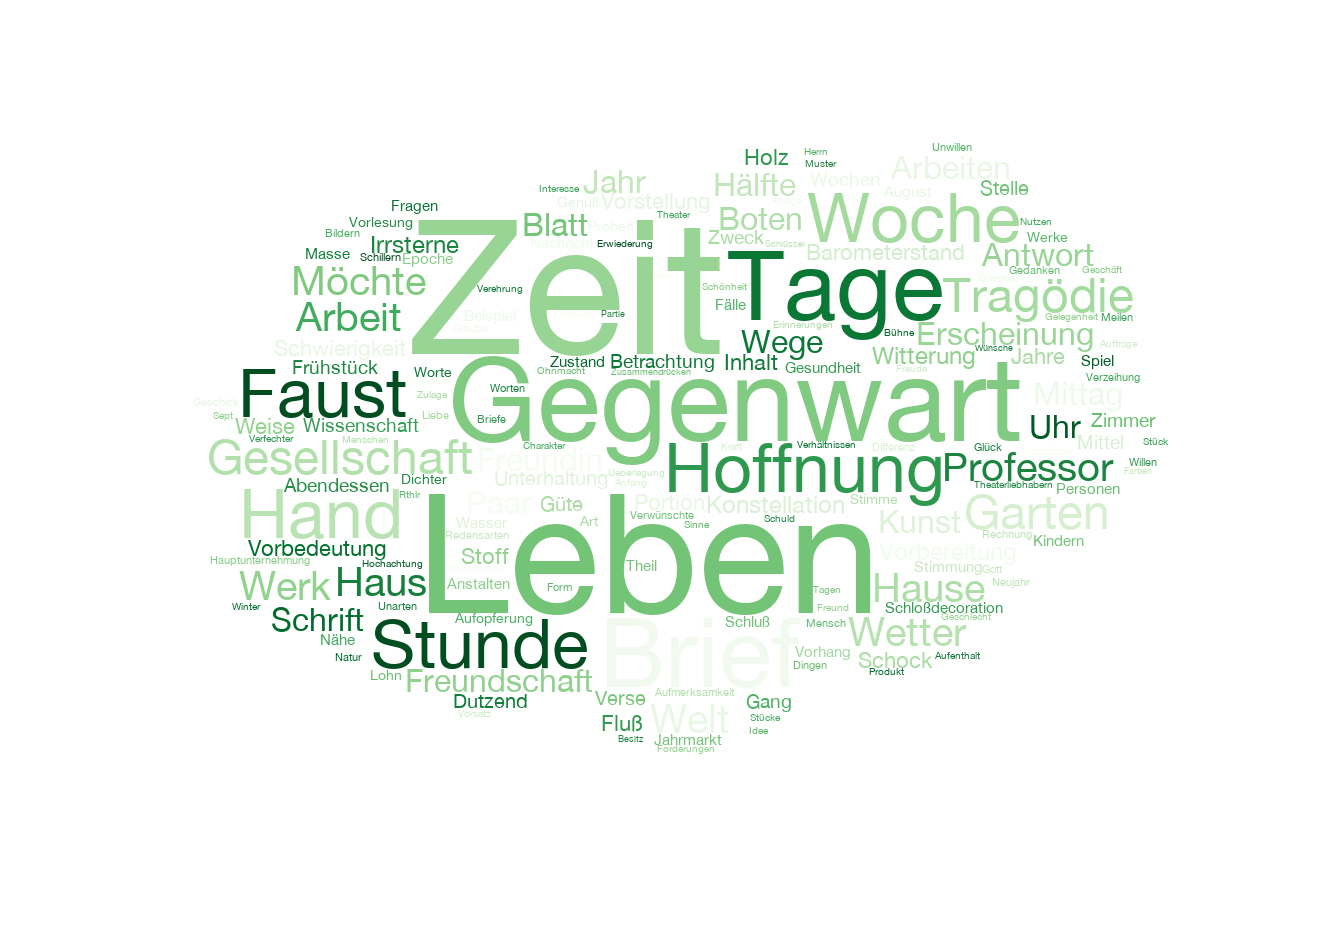 Unwillen
Herrn
Holz
Muster
Arbeiten
Jahr
Interesse
Hälfte
Wochen
August
Stelle
Genuß
Vorstellung
Fragen
Theater
Boten
Woche
Nutzen
Vorlesung
Blatt
Proben
Bildern
Irrsterne
Nachricht
Erwiederung
Zweck
Schlüssel
Werke
Masse
Schillern
Epoche
Zeit
Barometerstand
Antwort
Gedanken
Geschäft
Möchte
Verehrung
Schönheit
Tage
Tragödie
Fälle
Arbeit
Beispiel
Partie
Erinnerungen
Gelegenheit
Meilen
Glaube
Bühne
Erscheinung
Schwierigkeit
Wege
Wünsche
Aufträge
Frühstück
Zustand
Betrachtung
Inhalt
Gesundheit
Witterung
Jahre
Spiel
Faust
Worte
Ohnmacht
Zusammendrücken
Freude
Verzeihung
Worten
Gegenwart
Mittag
Geschick
Zulage
Sept
Liebe
Briefe
Weise
Wissenschaft
Uhr
Zimmer
Verfechter
Menschen
Charakter
Kraft
Verhältnissen
Differenz
Glück
Mittel
Stück
Gesellschaft
Freundin
Hoffnung
Professor
Willen
Farben
Abendessen
Dichter
Unterhaltung
Ueberlegung
Anfang
Theaterliebhabern
Personen
Rthlr
Hand
Paar
Güte
Portion
Konstellation
Stimme
Garten
Wasser
Art
Verwünschte
Sinne
Schuld
Kunst
Redensarten
Rechnung
Kindern
Vorbedeutung
Leben
Vorbereitung
Hauptunternehmung
Hochachtung
Stoff
Theil
Stimmung
Gott
Werk
Haus
Anstalten
Form
Tagen
Hause
Neujahr
Winter
Unarten
Freund
Schloßdecoration
Schrift
Aufopferung
Schluß
Mensch
Geschlecht
Nähe
Stunde
Brief
Wetter
Natur
Vorhang
Schock
Aufenthalt
Lohn
Dingen
Produkt
Freundschaft
Dutzend
Verse
Aufmerksamkeit
Gang
Vorsatz
Fluß
Welt
Stücke
Besitz
Jahrmarkt
Idee
Forderungen